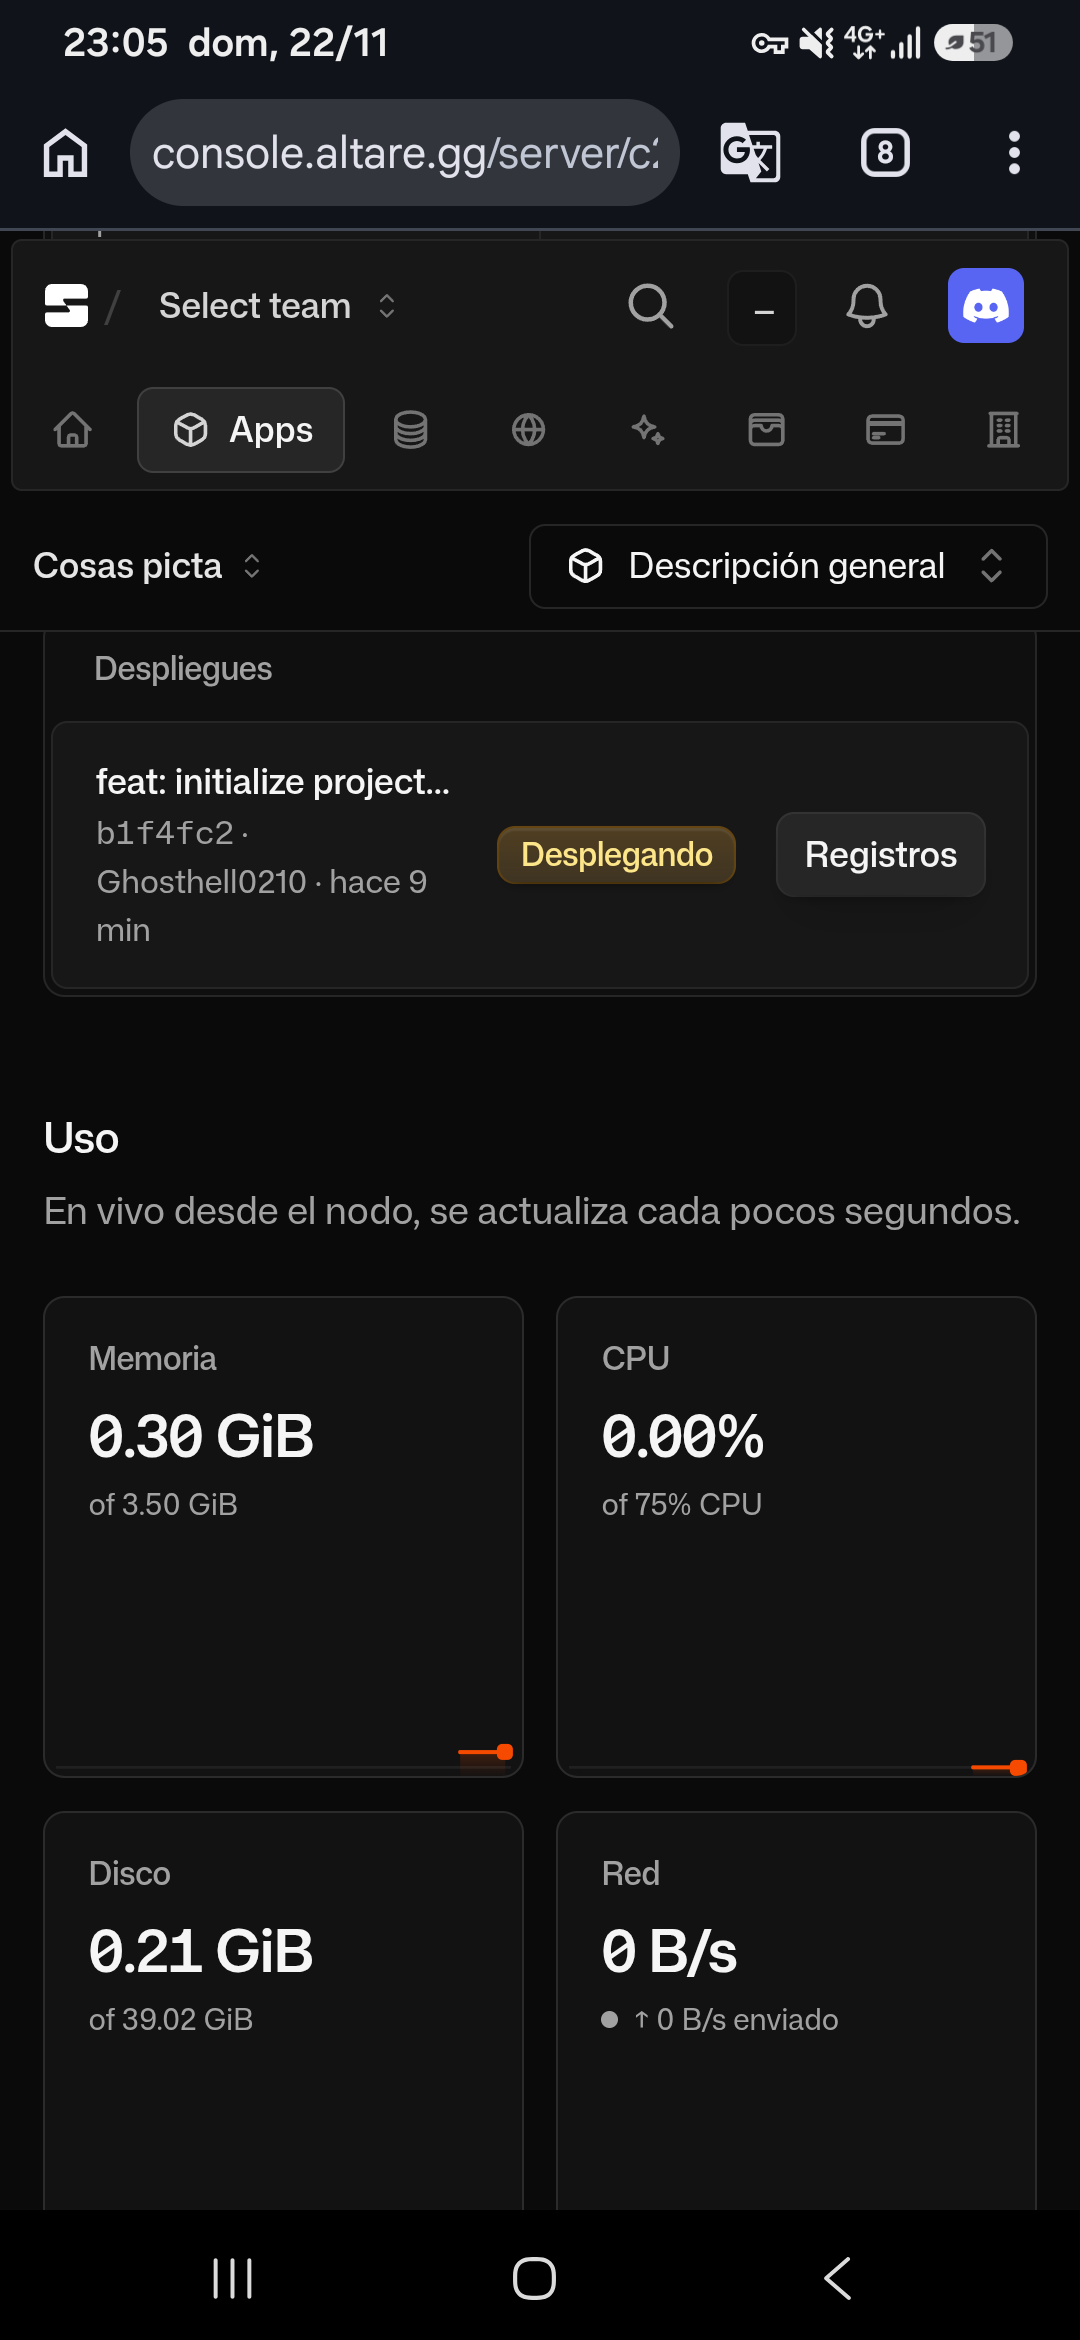 23:05 dom, 22/11
4G+
51
console.altare.gg/server/c
8
/ Select team
Apps
Cosas picta
Descripción general
Despliegues
feat: initialize project...
b1f4fc2 ·
Ghosthell0210 · hace 9
min
Desplegando
Registros
Uso
En vivo desde el nodo, se actualiza cada pocos segundos.
Memoria
0.30 GiB
of 3.50 GiB
CPU
0.00%
of 75% CPU
Disco
0.21 GiB
of 39.02 GiB
Red
0 B/s
↑ 0 B/s enviado